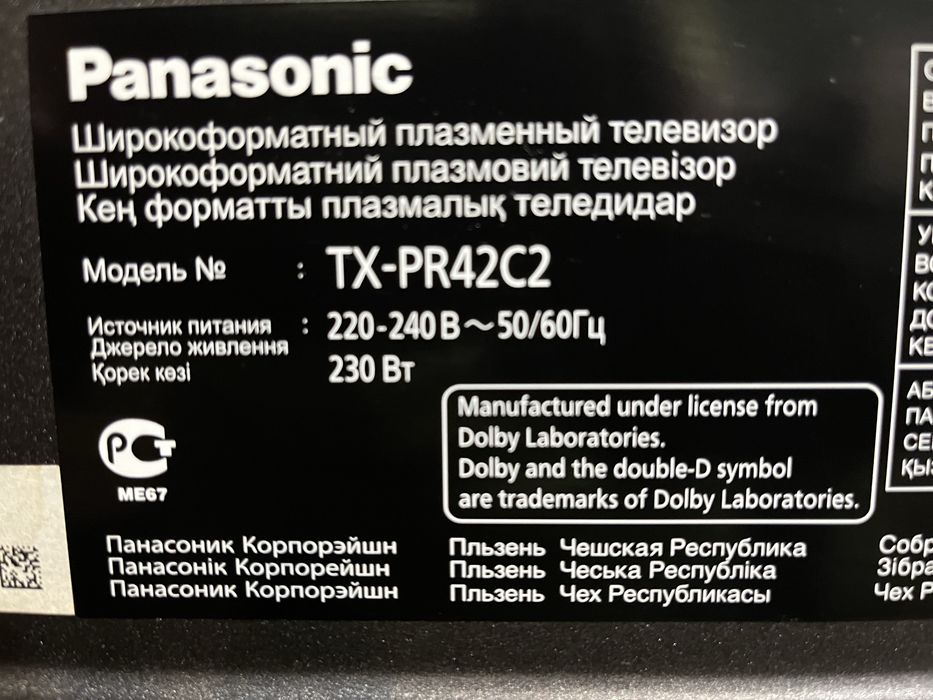 Panasonic
Широкоформатный плазменный телевизор
Широкоформатний плазмовий телевізор
Кең форматты плазмалық теледидар
Модель № : TX-PR42C2
Источник питания : 220-240 В～50/60Гц
Джерело живлення
Қорек көзі 230 Вт
Manufactured under license from
Dolby Laboratories.
Dolby and the double-D symbol
are trademarks of Dolby Laboratories.
РСТ
ME67
Панасоник Корпорэйшн Пльзень Чешская Республика
Панасонік Корпорейшн Пльзень Чеська Республіка
Панасоник Корпорэйшн Пльзень Чех Республикасы